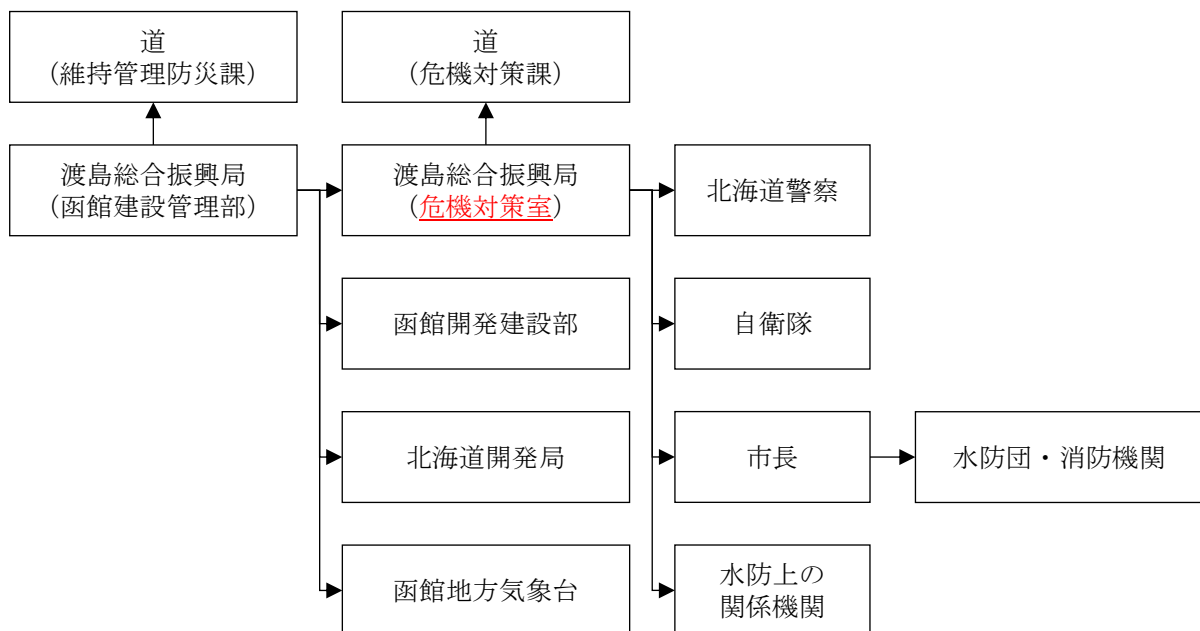 道
（維持管理防災課）
道
（危機対策課）
渡島総合振興局
（函館建設管理部）
渡島総合振興局
（危機対策室）
北海道警察
函館開発建設部
自衛隊
北海道開発局
市長
水防団・消防機関
函館地方気象台
水防上の
関係機関